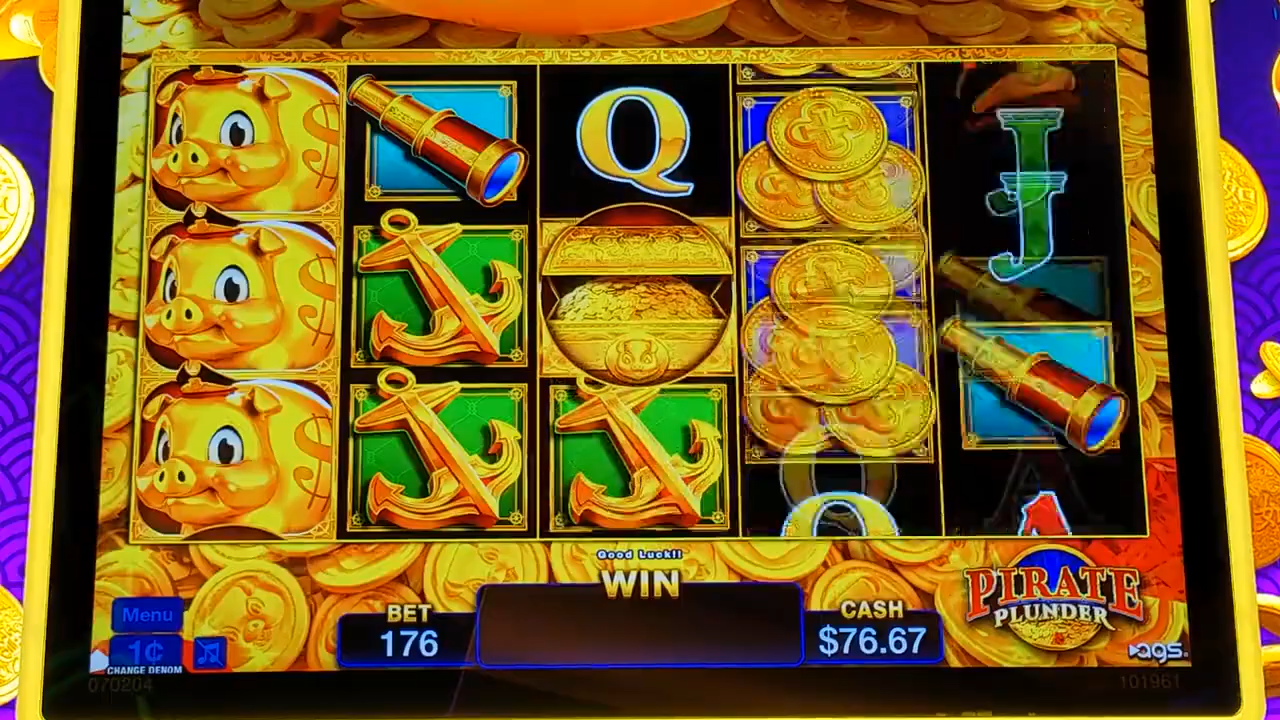 Q
J
J
Q
A
Good Luck!!
WIN
BET
176
CASH
$76.67
Menu
1¢
CHANGE DENOM
PIRATE
PLUNDER
ags
070204
101961